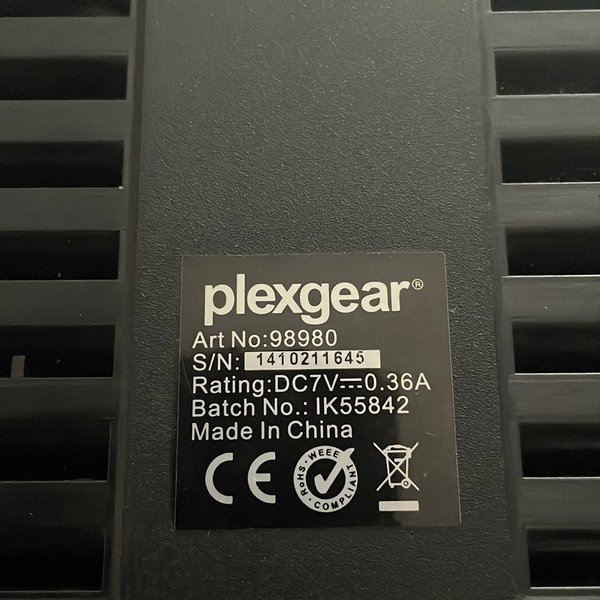 plexgear®
Art No:98980
S/N: 1410211645
Rating:DC7V⎓0.36A
Batch No.: IK55842
Made In China
CE
WEEE
RoHS
COMPLIANT